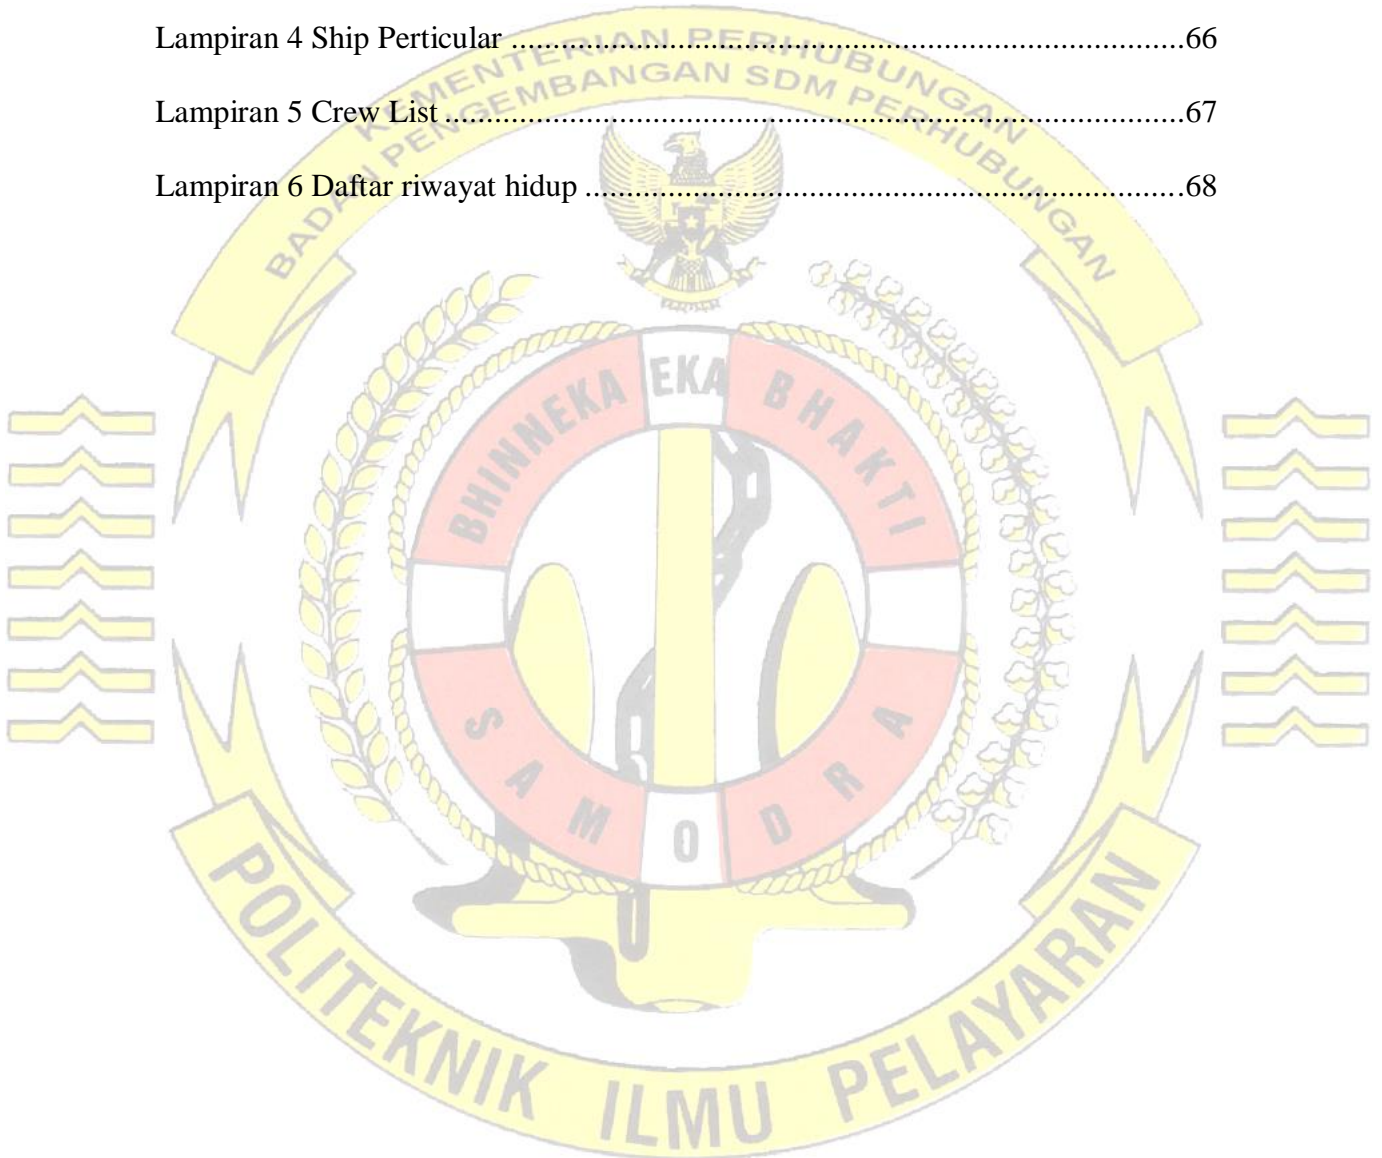 Lampiran 4 Ship Perticular ....................................................................................66
Lampiran 5 Crew List ............................................................................................67
Lampiran 6 Daftar riwayat hidup ...........................................................................68
KEMENTERIAN PERHUBUNGAN
BADAN PENGEMBANGAN SDM PERHUBUNGAN
BHINNEKA EKA BHAKTI
SAMODRA
POLITEKNIK ILMU PELAYARAN